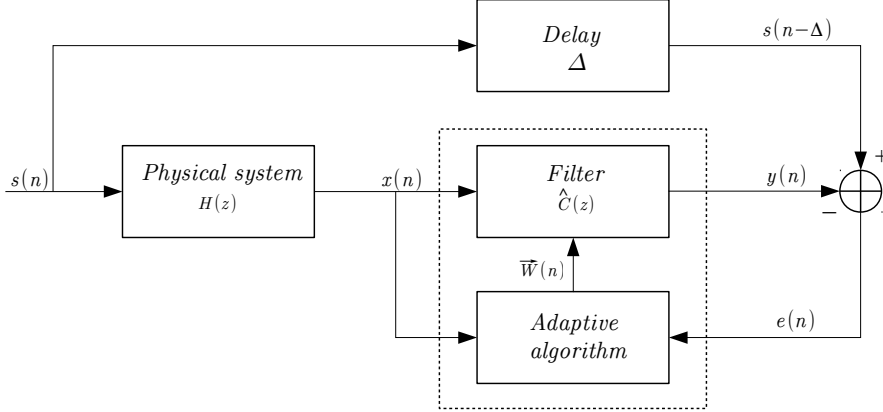 Delay
Δ
s(n−Δ)
+
s(n)
Physical system
H(z)
x(n)
Filter
Ĉ(z)
y(n)
−
W⃗(n)
Adaptive
algorithm
e(n)